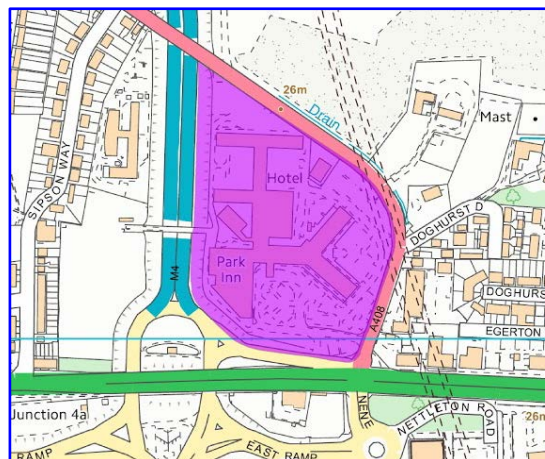 26m
Drain
Mast
SIPSON WAY
Hotel
DOGHURST D
Park
Inn
M4
DOGHURS
A408
EGERTON
Junction 4a
NENE
NETTLETON ROAD
26m
RAMP
EAST RAMP